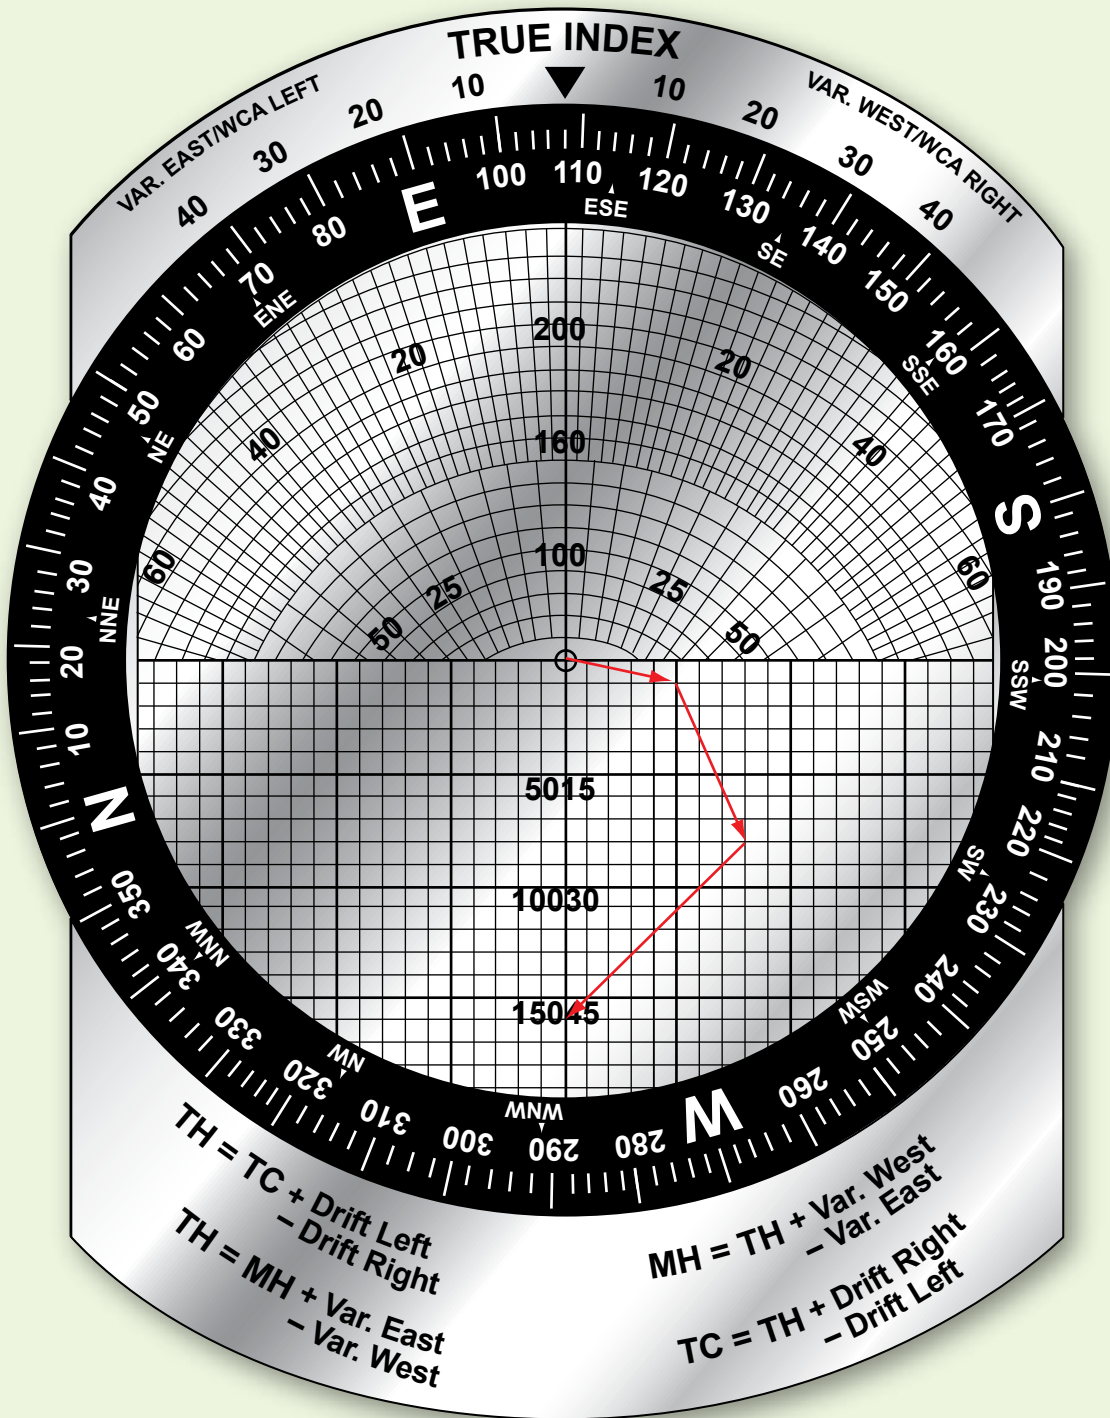 TRUE INDEX
VAR. EAST/WCA LEFT
40
30
20
10
10
20
30
40
VAR. WEST/WCA RIGHT
N
10
20
NNE
30
40
NE
50
60
ENE
70
80
E
100
110
ESE
120
130
SE
140
150
SSE
160
170
S
190
200
SSW
210
220
SW
230
240
WSW
250
260
W
280
290
WNW
300
310
NW
320
330
NNW
340
350
200
20
20
160
40
40
100
60
60
25
25
50
50
5015
10030
15045
TH = TC + Drift Left
– Drift Right
TH = MH + Var. East
– Var. West
MH = TH + Var. West
– Var. East
TC = TH + Drift Right
– Drift Left